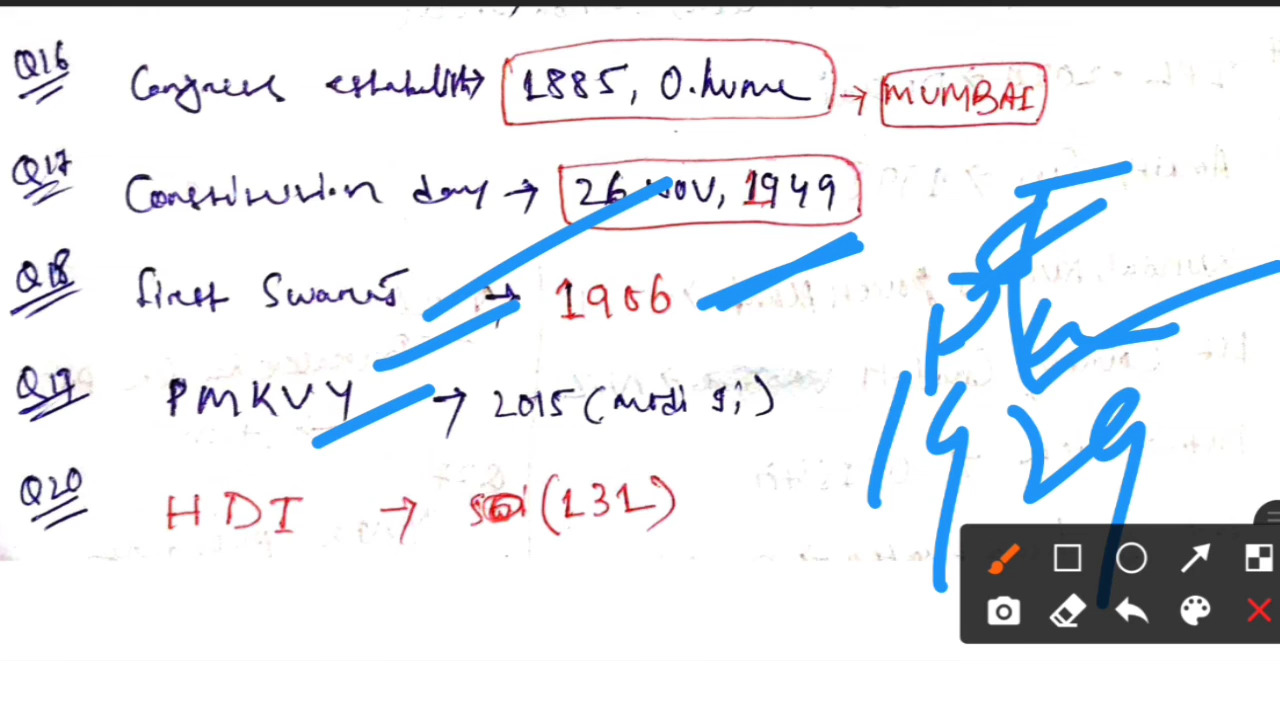 Q16 Congress establish → 1885, O.hume → MUMBAI
Q17 Constitution day → 26 NOV, 1949
Q18 first Swaraj → 1906
Q19 PMKVY → 2015 (modi ji)
Q20 HDI → (131)
1929